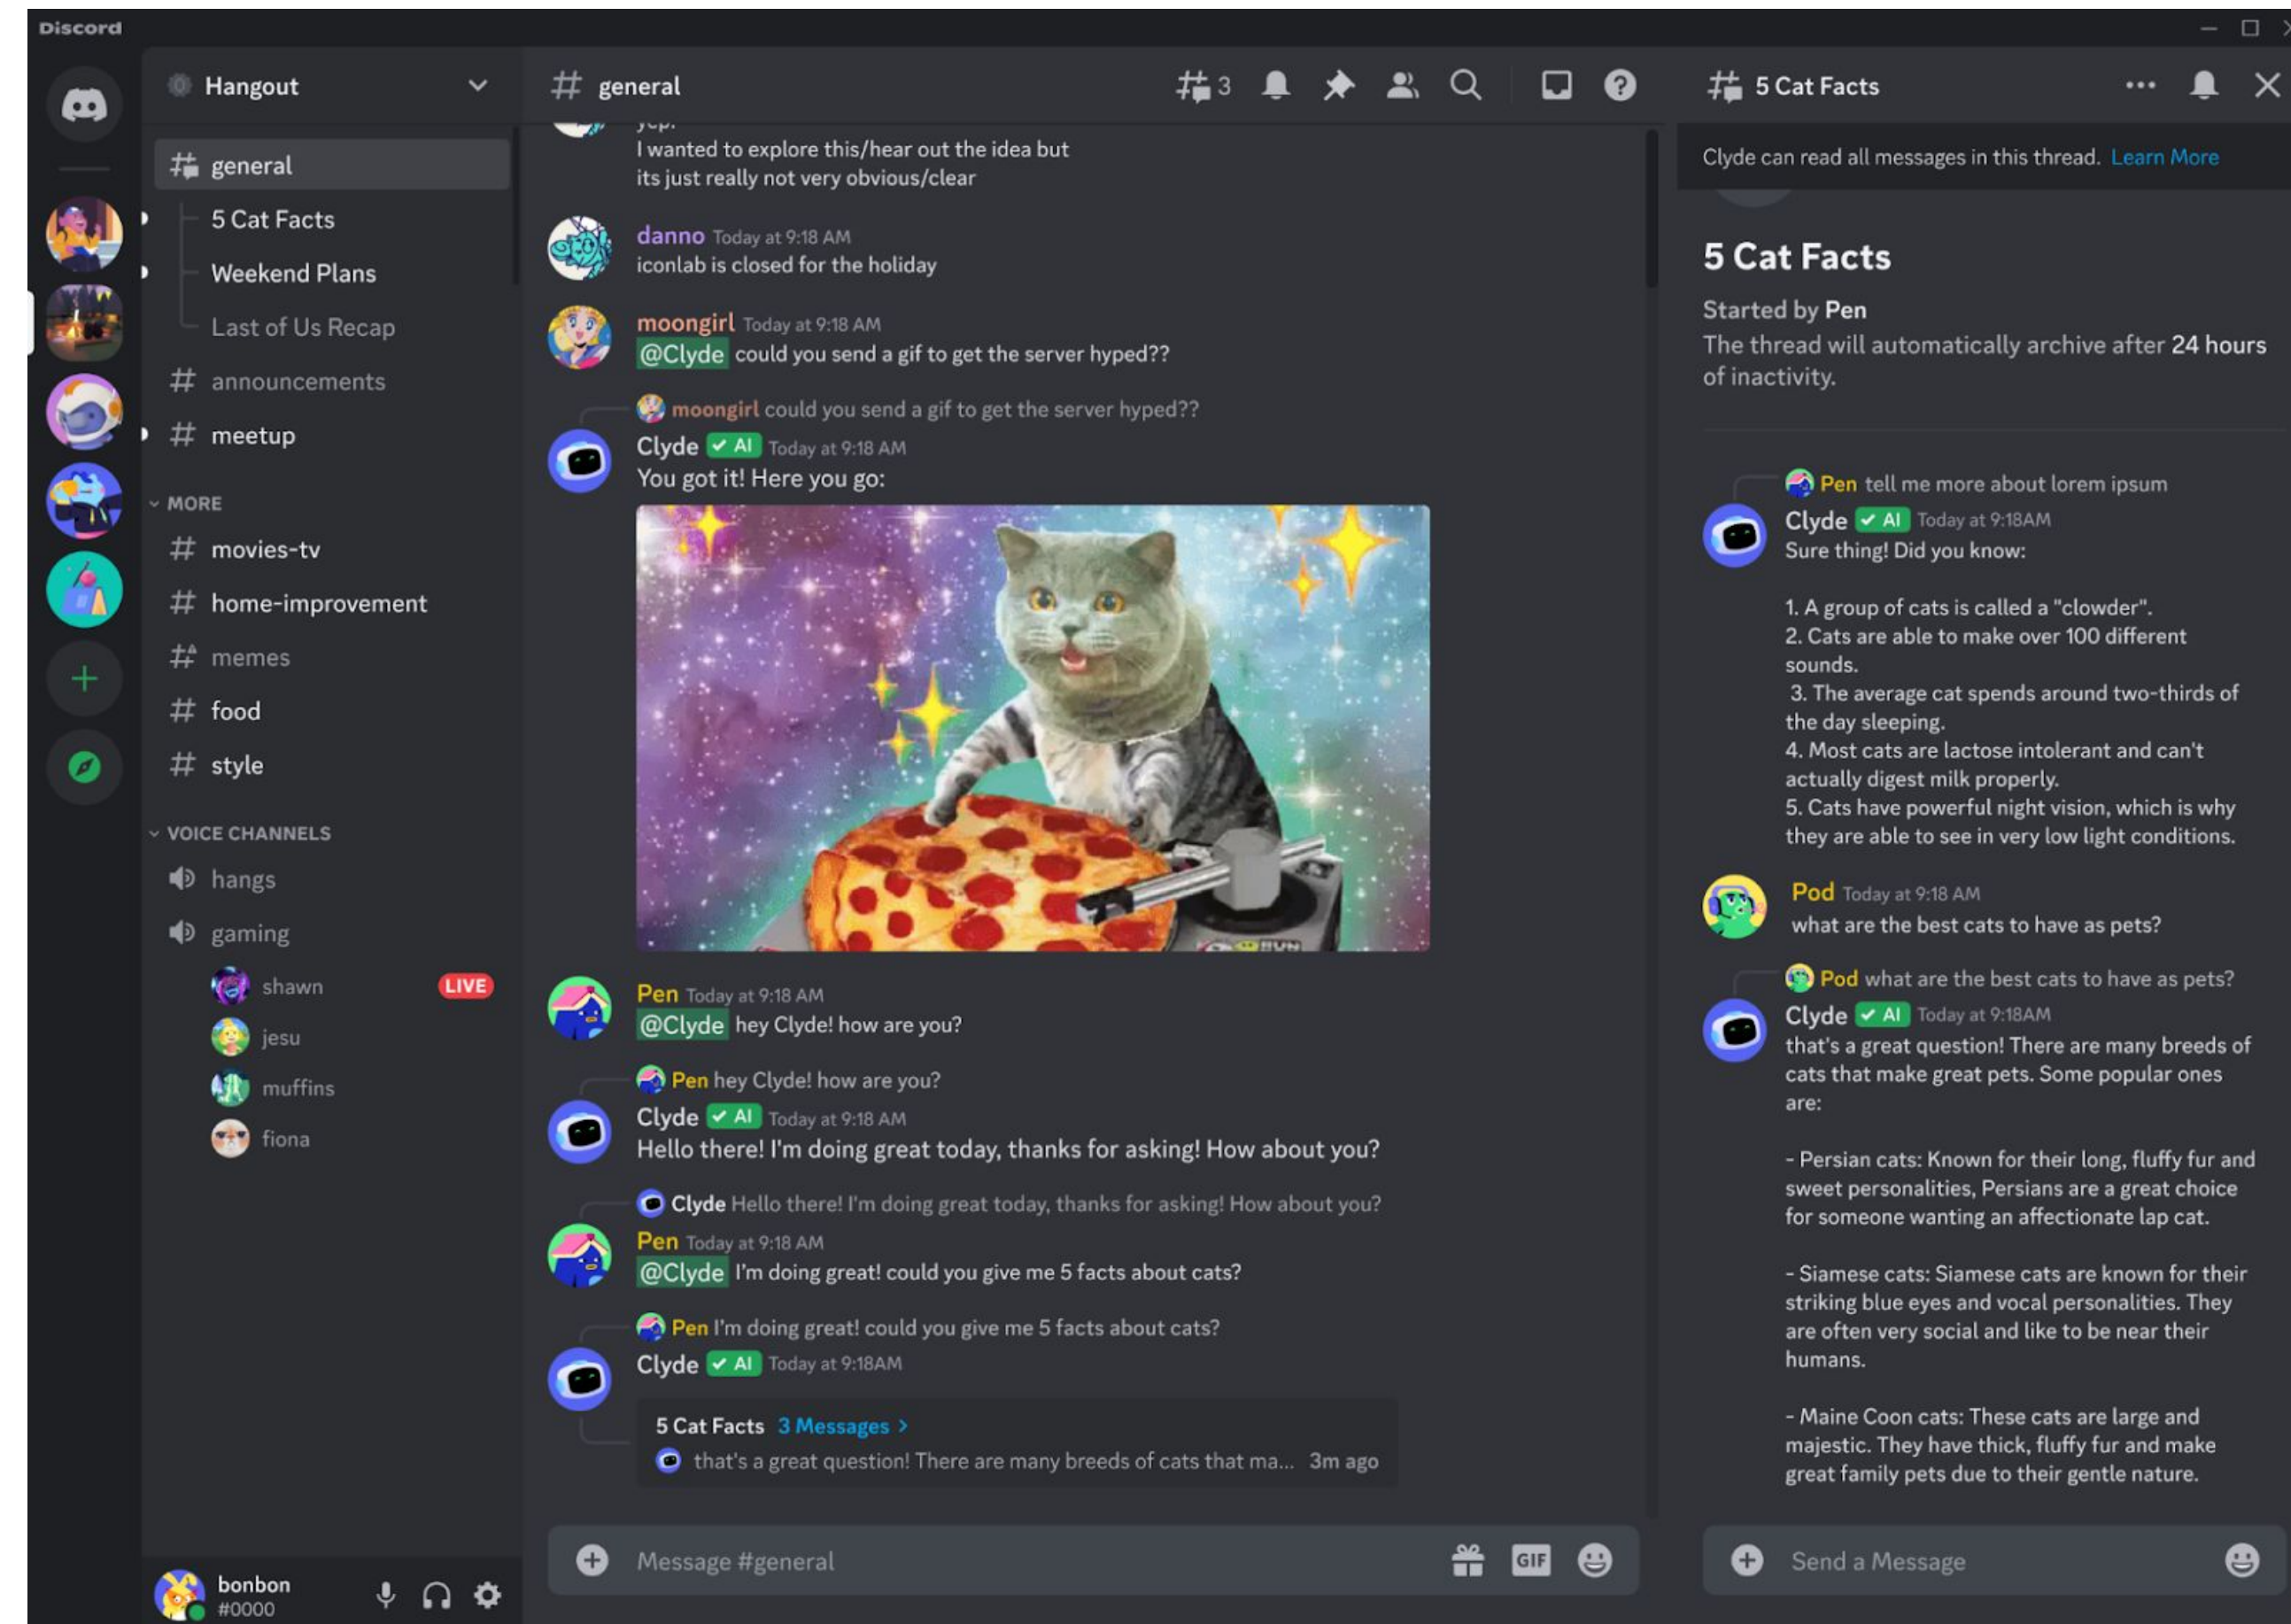 Discord
Hangout
general
5 Cat Facts
Weekend Plans
Last of Us Recap
announcements
meetup
MORE
movies-tv
home-improvement
memes
food
style
VOICE CHANNELS
hangs
gaming
shawn LIVE
jesu
muffins
fiona
bonbon
#0000
general
3
yep.
I wanted to explore this/hear out the idea but
its just really not very obvious/clear
danno Today at 9:18 AM
iconlab is closed for the holiday
moongirl Today at 9:18 AM
@Clyde could you send a gif to get the server hyped??
moongirl could you send a gif to get the server hyped??
Clyde ✓ AI Today at 9:18 AM
You got it! Here you go:
Pen Today at 9:18 AM
@Clyde hey Clyde! how are you?
Pen hey Clyde! how are you?
Clyde ✓ AI Today at 9:18 AM
Hello there! I'm doing great today, thanks for asking! How about you?
Clyde Hello there! I'm doing great today, thanks for asking! How about you?
Pen Today at 9:18 AM
@Clyde I'm doing great! could you give me 5 facts about cats?
Pen I'm doing great! could you give me 5 facts about cats?
Clyde ✓ AI Today at 9:18AM
5 Cat Facts 3 Messages >
that's a great question! There are many breeds of cats that ma... 3m ago
Message #general
GIF
5 Cat Facts
Clyde can read all messages in this thread. Learn More
5 Cat Facts
Started by Pen
The thread will automatically archive after 24 hours
of inactivity.
Pen tell me more about lorem ipsum
Clyde ✓ AI Today at 9:18AM
Sure thing! Did you know:
1. A group of cats is called a "clowder".
2. Cats are able to make over 100 different
sounds.
3. The average cat spends around two-thirds of
the day sleeping.
4. Most cats are lactose intolerant and can't
actually digest milk properly.
5. Cats have powerful night vision, which is why
they are able to see in very low light conditions.
Pod Today at 9:18 AM
what are the best cats to have as pets?
Pod what are the best cats to have as pets?
Clyde ✓ AI Today at 9:18AM
that's a great question! There are many breeds of
cats that make great pets. Some popular ones
are:
- Persian cats: Known for their long, fluffy fur and
sweet personalities, Persians are a great choice
for someone wanting an affectionate lap cat.
- Siamese cats: Siamese cats are known for their
striking blue eyes and vocal personalities. They
are often very social and like to be near their
humans.
- Maine Coon cats: These cats are large and
majestic. They have thick, fluffy fur and make
great family pets due to their gentle nature.
Send a Message